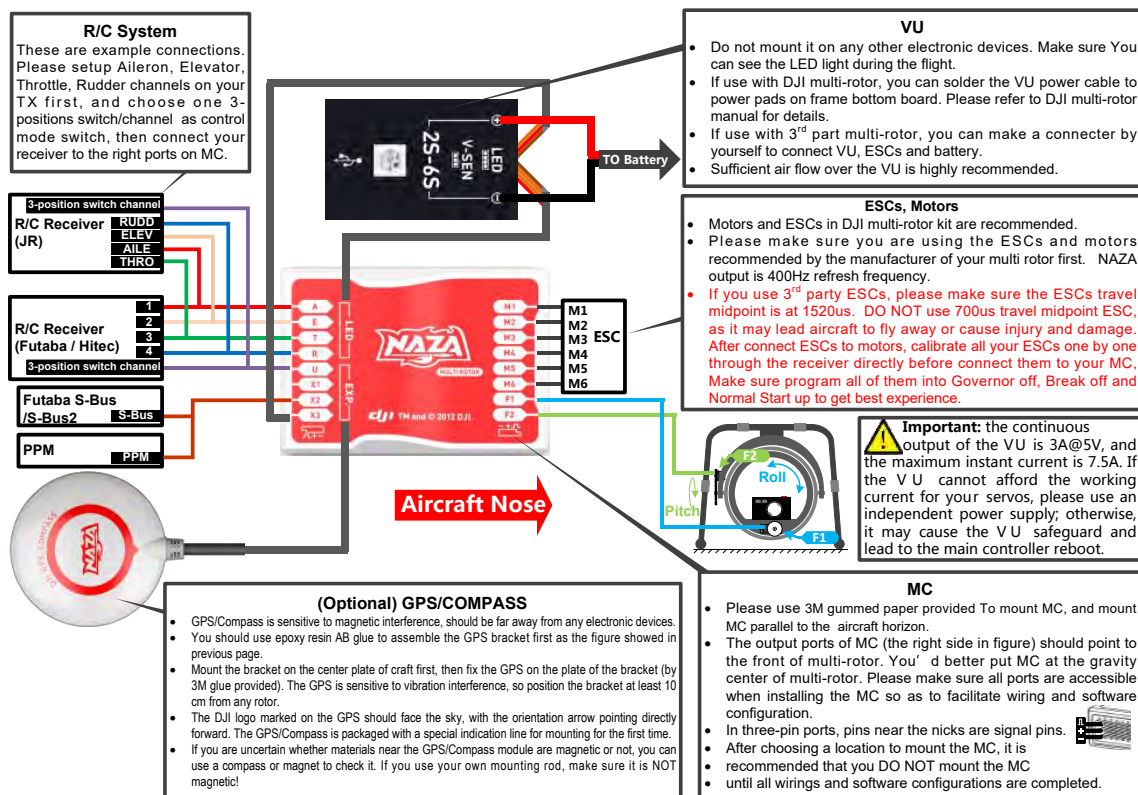 R/C System
These are example connections.
Please setup Aileron, Elevator,
Throttle, Rudder channels on your
TX first, and choose one 3-
positions switch/channel as control
mode switch, then connect your
receiver to the right ports on MC.
3-position switch channel
R/C Receiver
(JR)
RUDD
ELEV
AILE
THRO
R/C Receiver
(Futaba / Hitec)
1
2
3
4
3-position switch channel
Futaba S-Bus
/S-Bus2
S-Bus
PPM
PPM
2S-6S
V-SEN
LED
TO Battery
A
E
T
R
U
X1
X2
X3
LED
EXP.
NAZA
MULTI-ROTOR
dji TM and © 2012 DJI.
M1
M2
M3
M4
M5
M6
F1
F2
M1
M2
M3
M4
M5
M6
ESC
Aircraft Nose
F2
Roll
Pitch
F1
DJI GPS COMPASS
NAZA
VU
• Do not mount it on any other electronic devices. Make sure You
can see the LED light during the flight.
• If use with DJI multi-rotor, you can solder the VU power cable to
power pads on frame bottom board. Please refer to DJI multi-rotor
manual for details.
• If use with 3rd part multi-rotor, you can make a connecter by
yourself to connect VU, ESCs and battery.
• Sufficient air flow over the VU is highly recommended.
ESCs, Motors
• Motors and ESCs in DJI multi-rotor kit are recommended.
• Please make sure you are using the ESCs and motors
recommended by the manufacturer of your multi rotor first. NAZA
output is 400Hz refresh frequency.
• If you use 3rd party ESCs, please make sure the ESCs travel
midpoint is at 1520us. DO NOT use 700us travel midpoint ESC,
as it may lead aircraft to fly away or cause injury and damage.
After connect ESCs to motors, calibrate all your ESCs one by one
through the receiver directly before connect them to your MC,
Make sure program all of them into Governor off, Break off and
Normal Start up to get best experience.
Important: the continuous
output of the VU is 3A@5V, and
the maximum instant current is 7.5A. If
the VU cannot afford the working
current for your servos, please use an
independent power supply; otherwise,
it may cause the VU safeguard and
lead to the main controller reboot.
(Optional) GPS/COMPASS
• GPS/Compass is sensitive to magnetic interference, should be far away from any electronic devices.
• You should use epoxy resin AB glue to assemble the GPS bracket first as the figure showed in
previous page.
• Mount the bracket on the center plate of craft first, then fix the GPS on the plate of the bracket (by
3M glue provided). The GPS is sensitive to vibration interference, so position the bracket at least 10
cm from any rotor.
• The DJI logo marked on the GPS should face the sky, with the orientation arrow pointing directly
forward. The GPS/Compass is packaged with a special indication line for mounting for the first time.
• If you are uncertain whether materials near the GPS/Compass module are magnetic or not, you can
use a compass or magnet to check it. If you use your own mounting rod, make sure it is NOT
magnetic!
MC
• Please use 3M gummed paper provided To mount MC, and mount
MC parallel to the aircraft horizon.
• The output ports of MC (the right side in figure) should point to
the front of multi-rotor. You'd better put MC at the gravity
center of multi-rotor. Please make sure all ports are accessible
when installing the MC so as to facilitate wiring and software
configuration.
• In three-pin ports, pins near the nicks are signal pins.
• After choosing a location to mount the MC, it is
• recommended that you DO NOT mount the MC
• until all wirings and software configurations are completed.